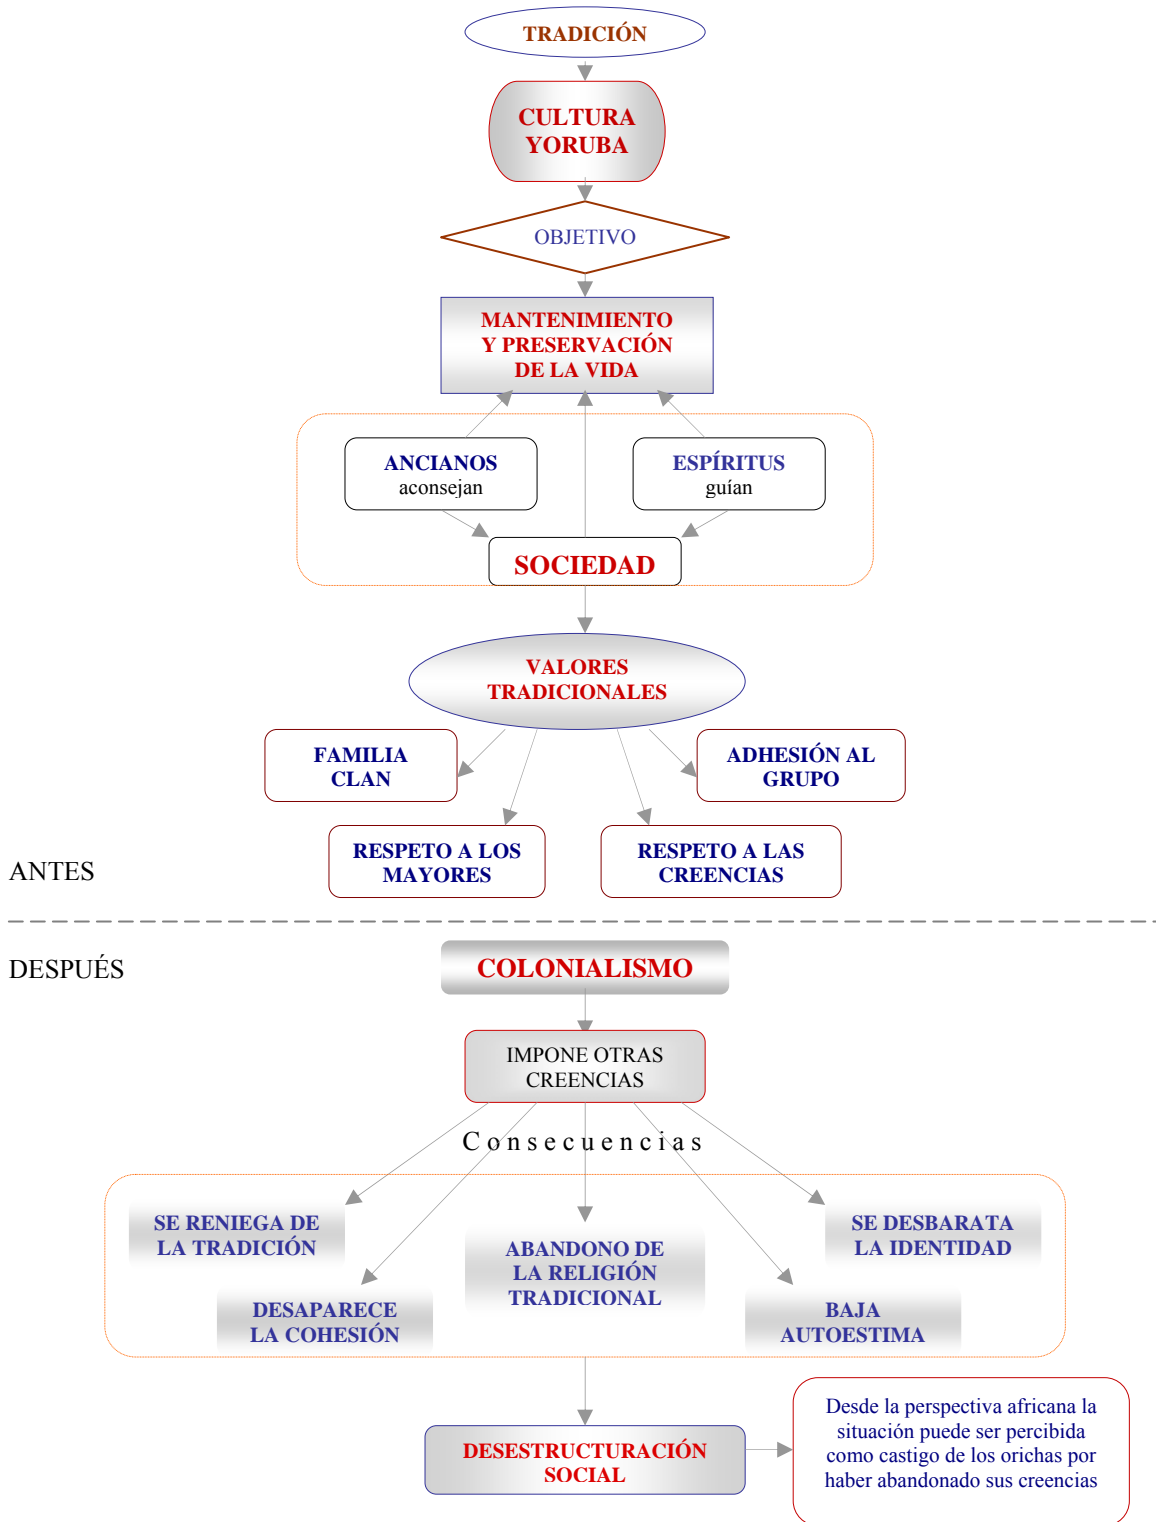 TRADICIÓN
CULTURA
YORUBA
OBJETIVO
MANTENIMIENTO
Y PRESERVACIÓN
DE LA VIDA
ANCIANOS
aconsejan
ESPÍRITUS
guían
SOCIEDAD
VALORES
TRADICIONALES
FAMILIA
CLAN
ADHESIÓN AL
GRUPO
RESPETO A LOS
MAYORES
RESPETO A LAS
CREENCIAS
ANTES
DESPUÉS
COLONIALISMO
IMPONE OTRAS
CREENCIAS
Consecuencias
SE RENIEGA DE
LA TRADICIÓN
ABANDONO DE
LA RELIGIÓN
TRADICIONAL
SE DESBARATA
LA IDENTIDAD
DESAPARECE
LA COHESIÓN
BAJA
AUTOESTIMA
DESESTRUCTURACIÓN
SOCIAL
Desde la perspectiva africana la
situación puede ser percibida
como castigo de los orichas por
haber abandonado sus creencias